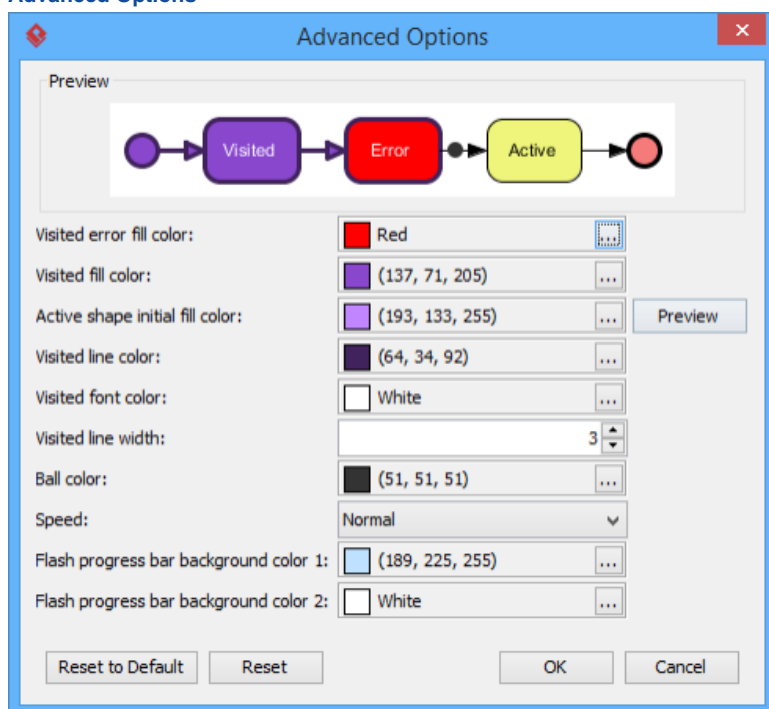 Advanced Options
Advanced Options
Preview
Visited
Error
Active
Visited error fill color: Red ...
Visited fill color: (137, 71, 205) ...
Active shape initial fill color: (193, 133, 255) ... Preview
Visited line color: (64, 34, 92) ...
Visited font color: White ...
Visited line width: 3
Ball color: (51, 51, 51) ...
Speed: Normal
Flash progress bar background color 1: (189, 225, 255) ...
Flash progress bar background color 2: White ...
Reset to Default Reset OK Cancel